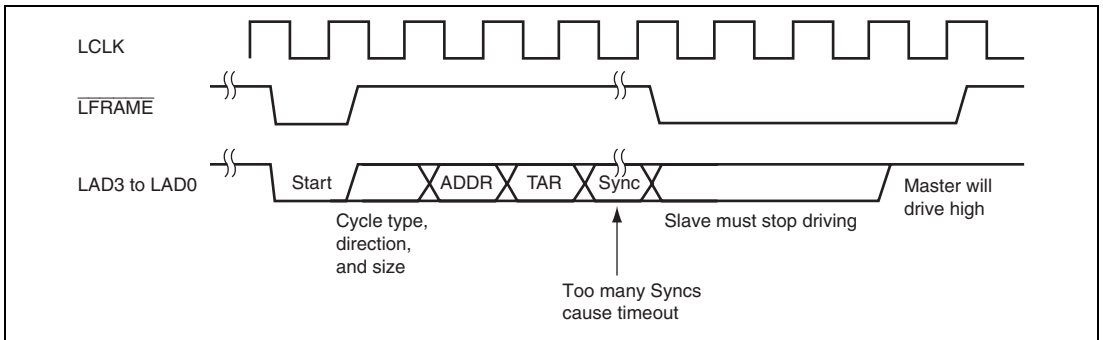 LCLK
LFRAME
LAD3 to LAD0
Start
ADDR
TAR
Sync
Cycle type,
direction,
and size
Slave must stop driving
Master will
drive high
Too many Syncs
cause timeout